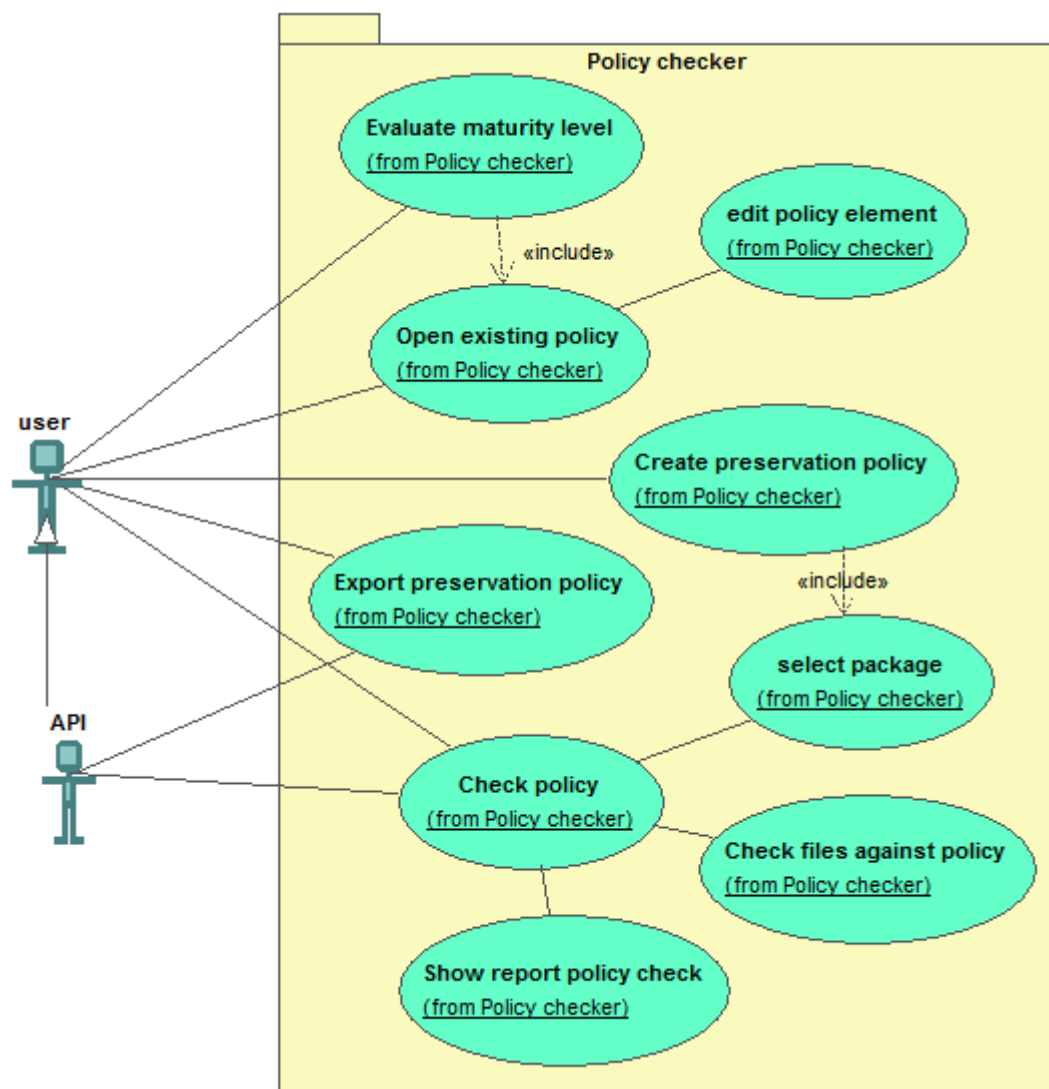 Policy checker
Evaluate maturity level
(from Policy checker)
edit policy element
(from Policy checker)
«include»
Open existing policy
(from Policy checker)
user
Create preservation policy
(from Policy checker)
Export preservation policy
(from Policy checker)
«include»
select package
(from Policy checker)
API
Check policy
(from Policy checker)
Check files against policy
(from Policy checker)
Show report policy check
(from Policy checker)